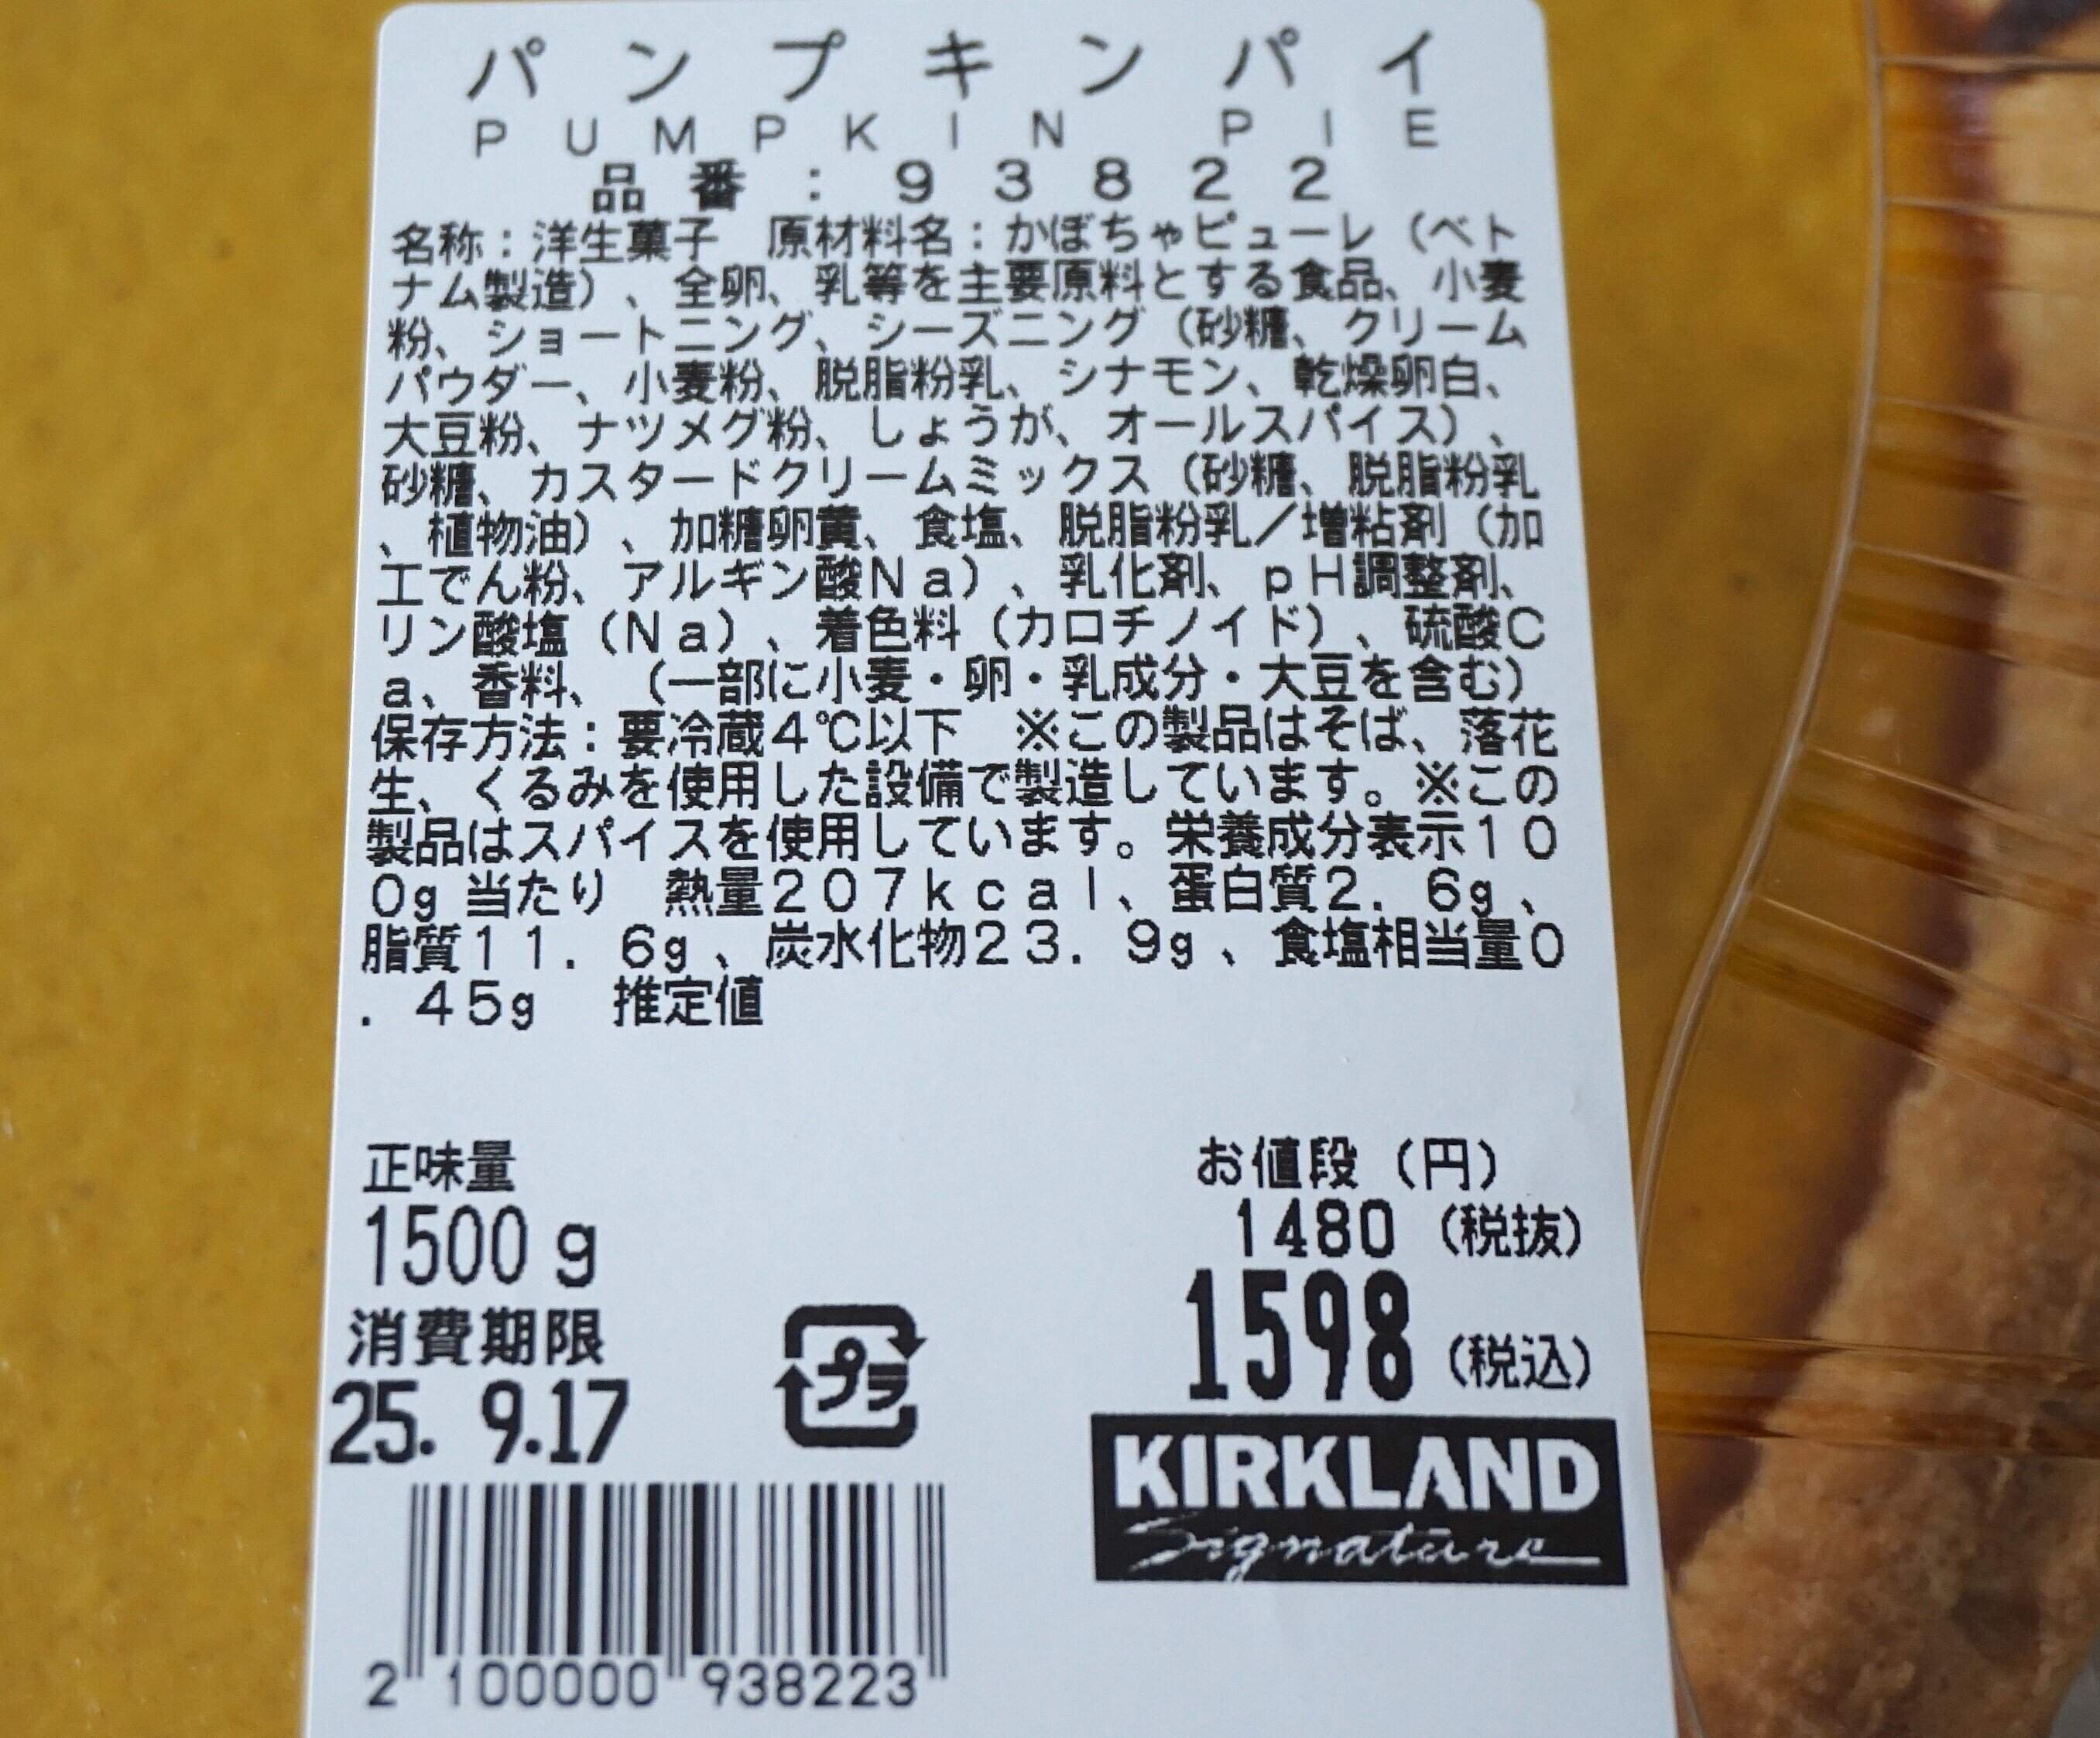 パンプキンパイ
PUMPKIN PIE
品番：93822
名称：洋生菓子　原材料名：かぼちゃピューレ（ベト
ナム製造）、全卵、乳等を主要原料とする食品、小麦
粉、ショートニング、シーズニング（砂糖、クリーム
パウダー、小麦粉、脱脂粉乳、シナモン、乾燥卵白、
大豆粉、ナツメグ粉、しょうが、オールスパイス）、
砂糖、カスタードクリームミックス（砂糖、脱脂粉乳
、植物油）、加糖卵黄、食塩、脱脂粉乳／増粘剤（加
工でん粉、アルギン酸Na）、乳化剤、pH調整剤、
リン酸塩（Na）、着色料（カロチノイド）、硫酸C
a、香料、（一部に小麦・卵・乳成分・大豆を含む）
保存方法：要冷蔵4℃以下　※この製品はそば、落花
生、くるみを使用した設備で製造しています。※この
製品はスパイスを使用しています。栄養成分表示10
0g当たり　熱量207kcal、蛋白質2．6g、
脂質11．6g、炭水化物23．9g、食塩相当量0
．45g　推定値
正味量
1500g
消費期限
25. 9.17
プラ
お値段（円）
1480（税抜）
1598（税込）
KIRKLAND
Signature
2 100000 938223